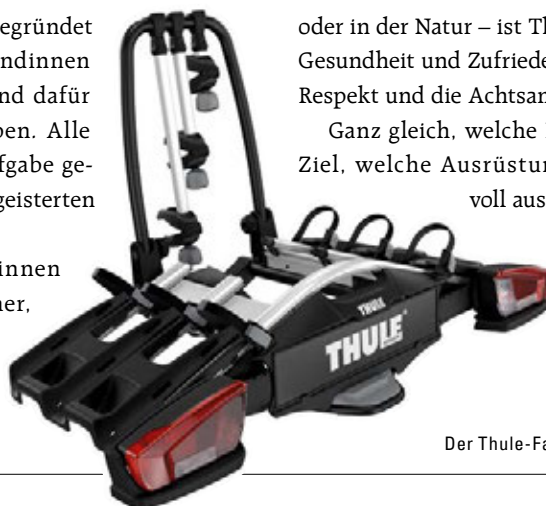 egründet
ndinnen
nd dafür
ben. Alle
fgabe ge-
geisterten
innen
ner,
oder in der Natur – ist Th
Gesundheit und Zufriede
Respekt und die Achtsan
Ganz gleich, welche
Ziel, welche Ausrüstun
voll aus
THULE
THULE
Der Thule-Fa